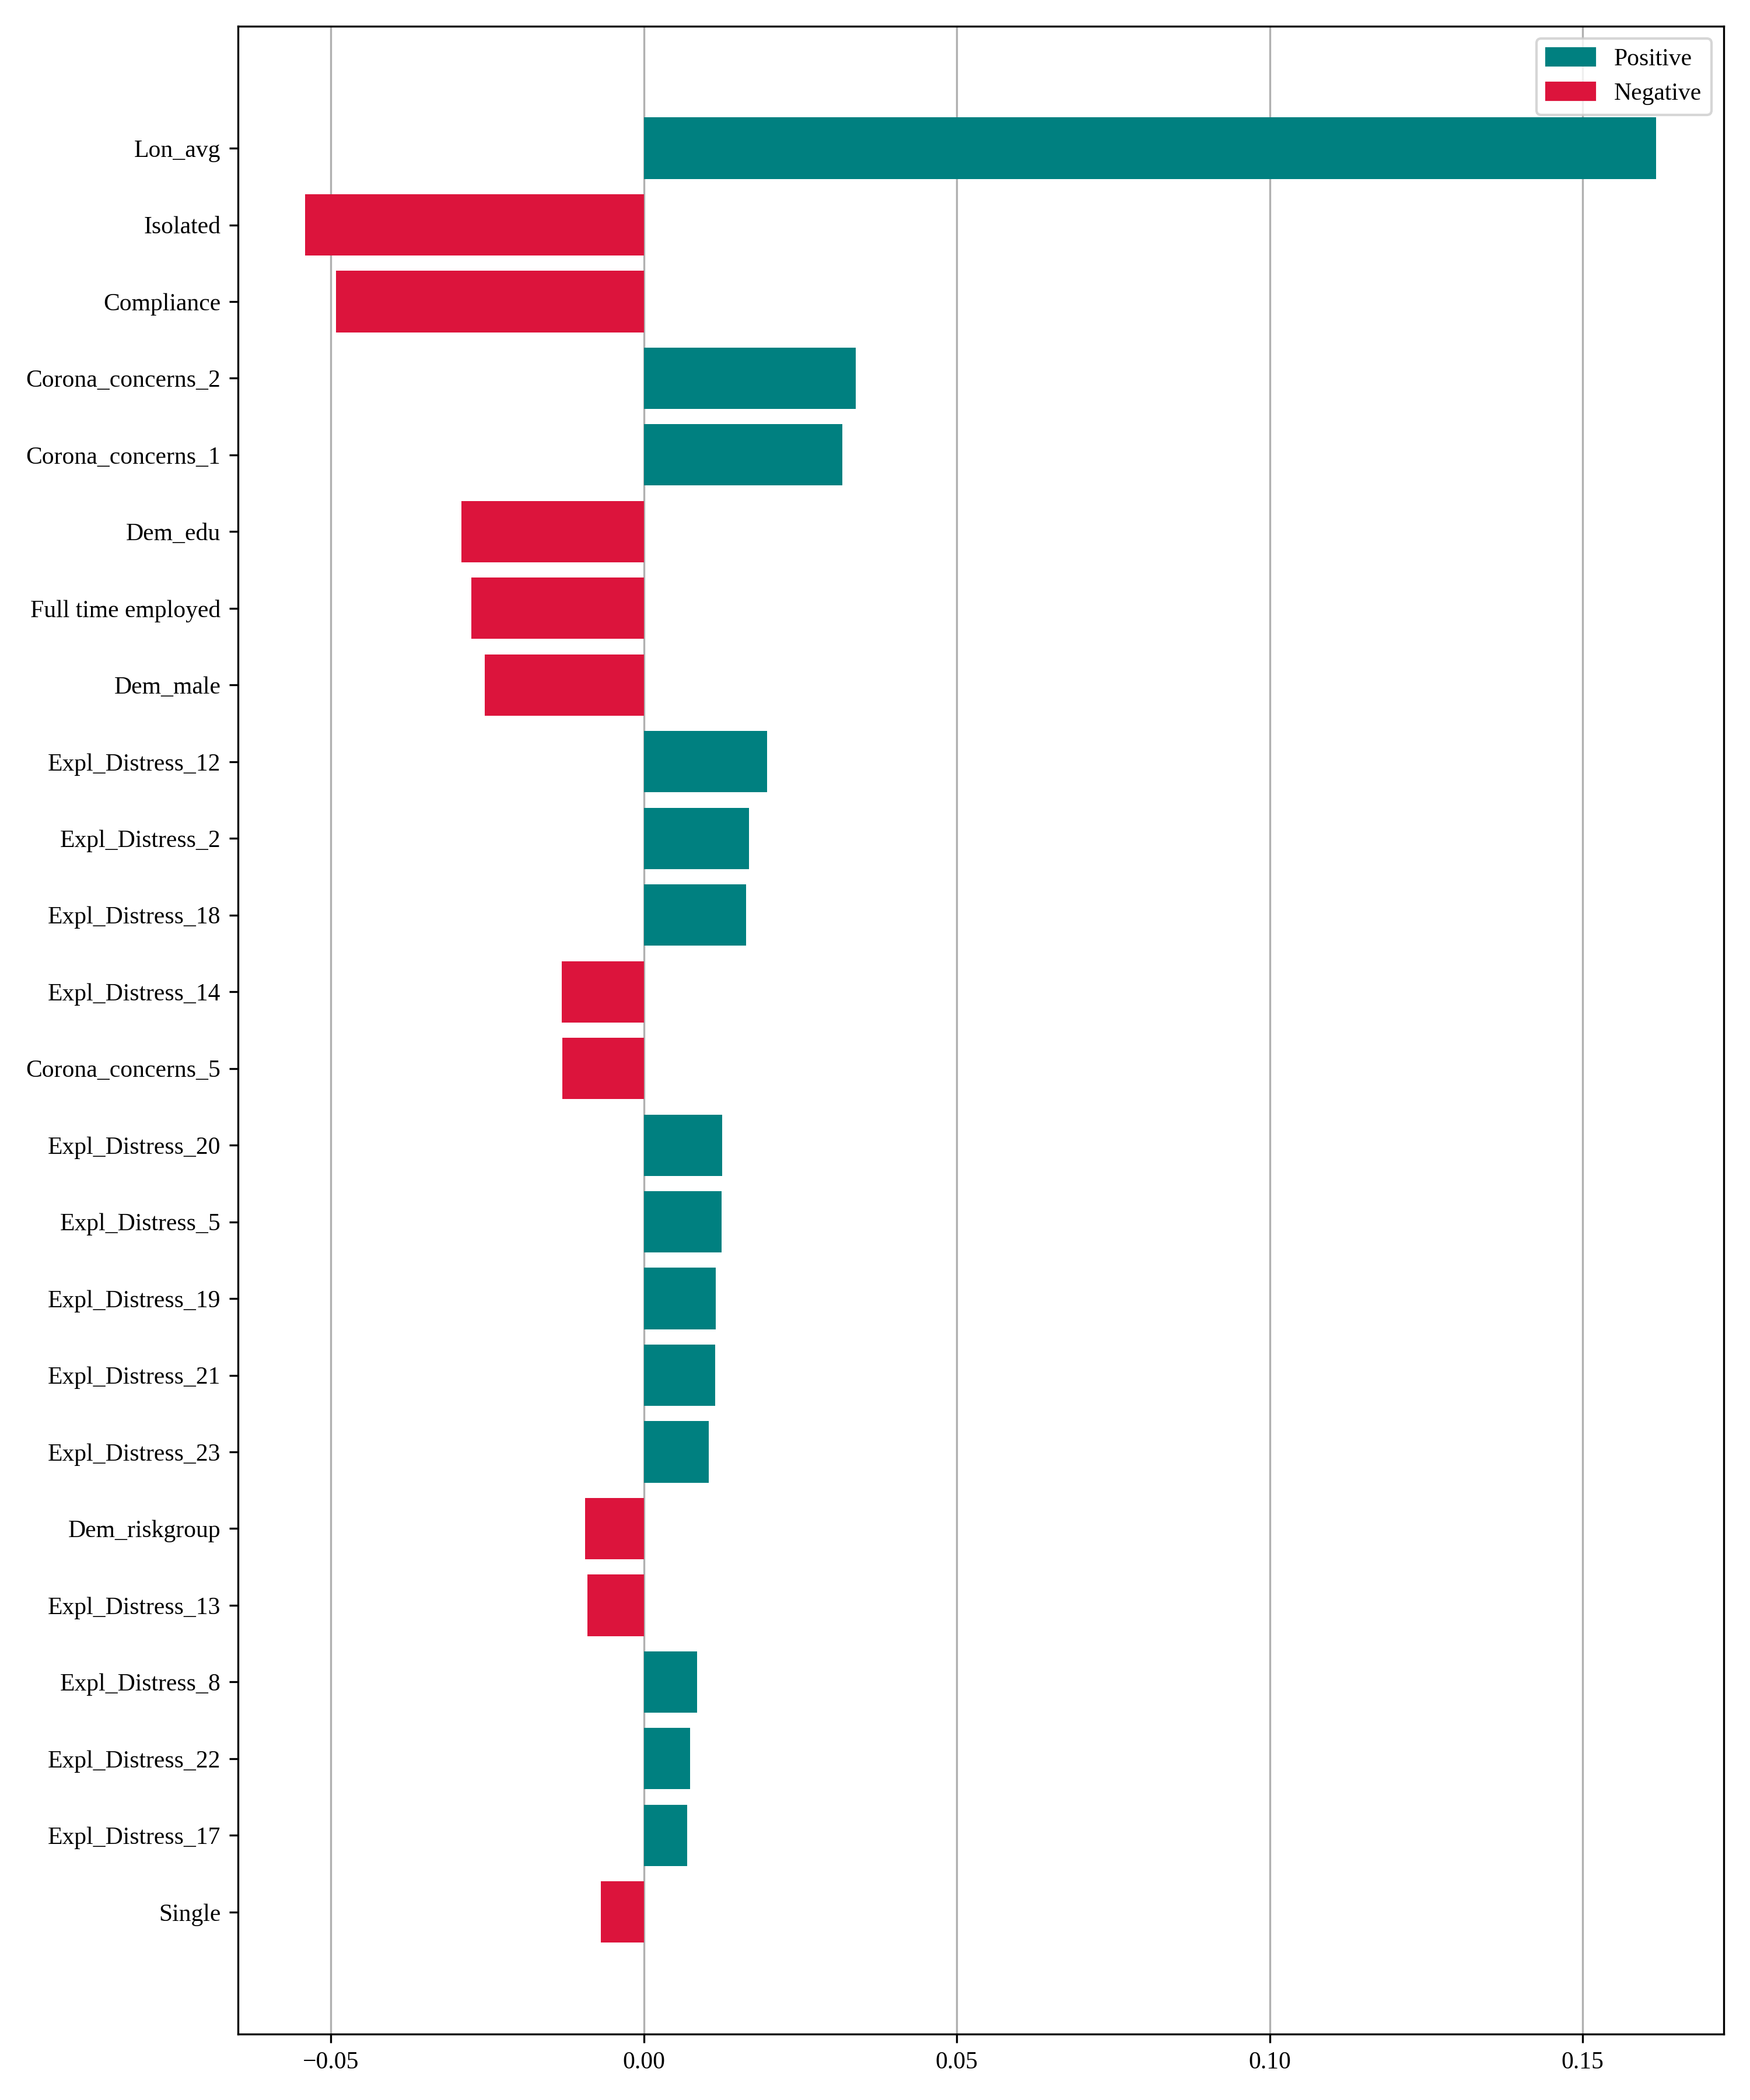 Positive
Negative
Lon_avg
Isolated
Compliance
Corona_concerns_2
Corona_concerns_1
Dem_edu
Full time employed
Dem_male
Expl_Distress_12
Expl_Distress_2
Expl_Distress_18
Expl_Distress_14
Corona_concerns_5
Expl_Distress_20
Expl_Distress_5
Expl_Distress_19
Expl_Distress_21
Expl_Distress_23
Dem_riskgroup
Expl_Distress_13
Expl_Distress_8
Expl_Distress_22
Expl_Distress_17
Single
−0.05 0.00 0.05 0.10 0.15